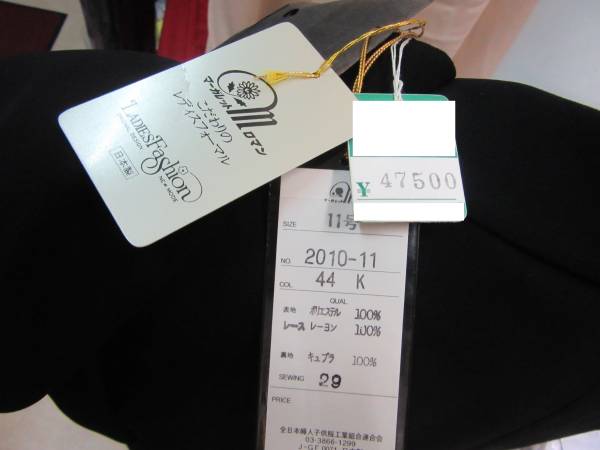 マーガレット
ロマン
こだわりの
レディスフォーマル
LADIES Fashion
ORIGINAL DESIGN
NEW MODE
日本製
¥ 47500
SIZE 11号
NO. 2010-11
COL 44 K
QUAL
表地 ポリエステル 100%
レース レーヨン 100%
裏地 キュプラ 100%
SEWING 29
PRICE
全日本婦人子供服工業組合連合会
03-3866-1299